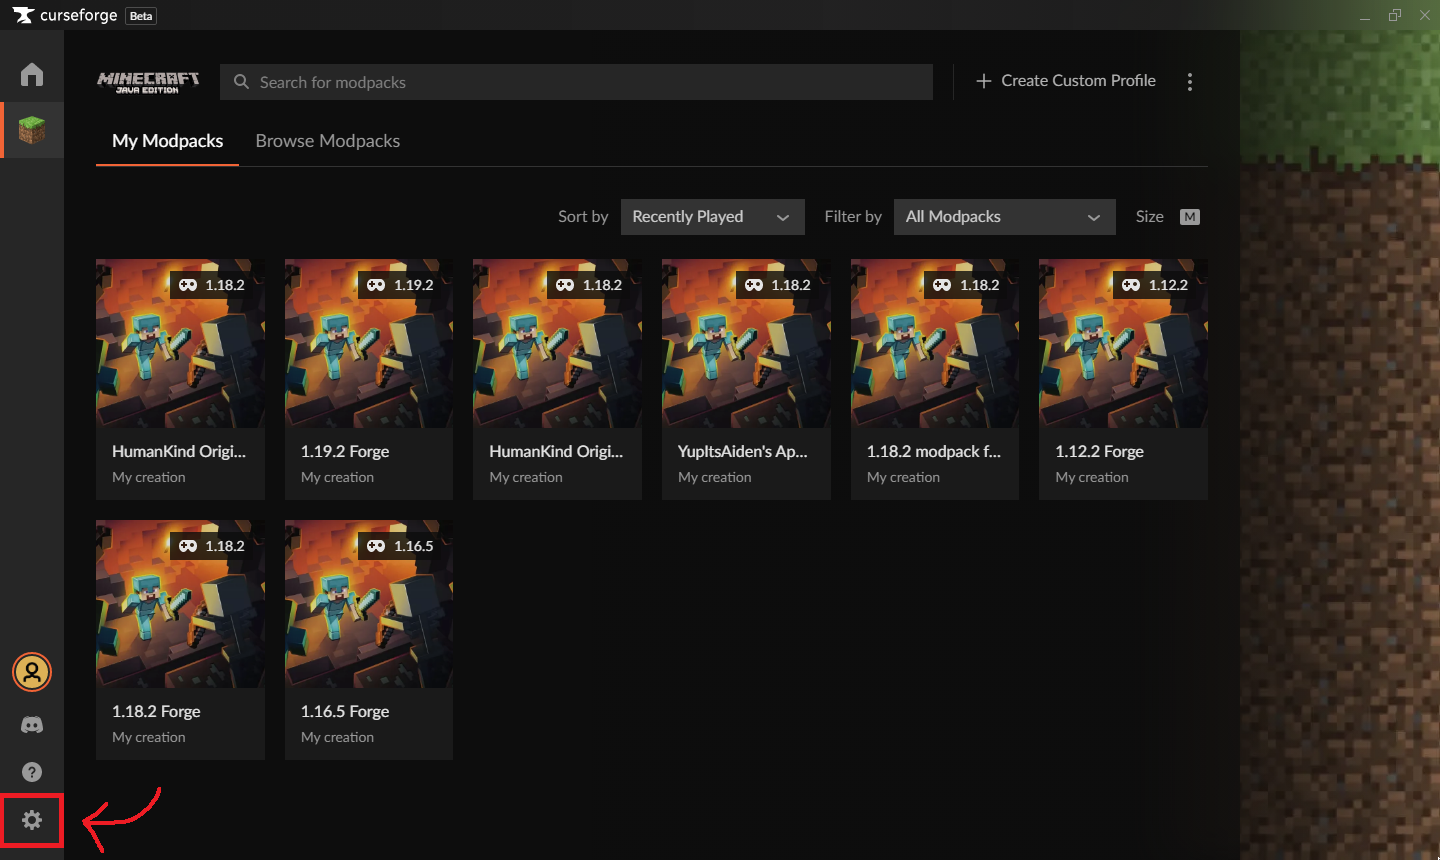 curseforge Beta
MINECRAFT
JAVA EDITION
Search for modpacks
Create Custom Profile
My Modpacks
Browse Modpacks
Sort by
Recently Played
Filter by
All Modpacks
Size
M
1.18.2
1.19.2
1.18.2
1.18.2
1.18.2
1.12.2
HumanKind Origi...
1.19.2 Forge
HumanKind Origi...
YupItsAiden's Ap...
1.18.2 modpack f...
1.12.2 Forge
My creation
My creation
My creation
My creation
My creation
My creation
1.18.2
1.16.5
1.18.2 Forge
1.16.5 Forge
My creation
My creation
?